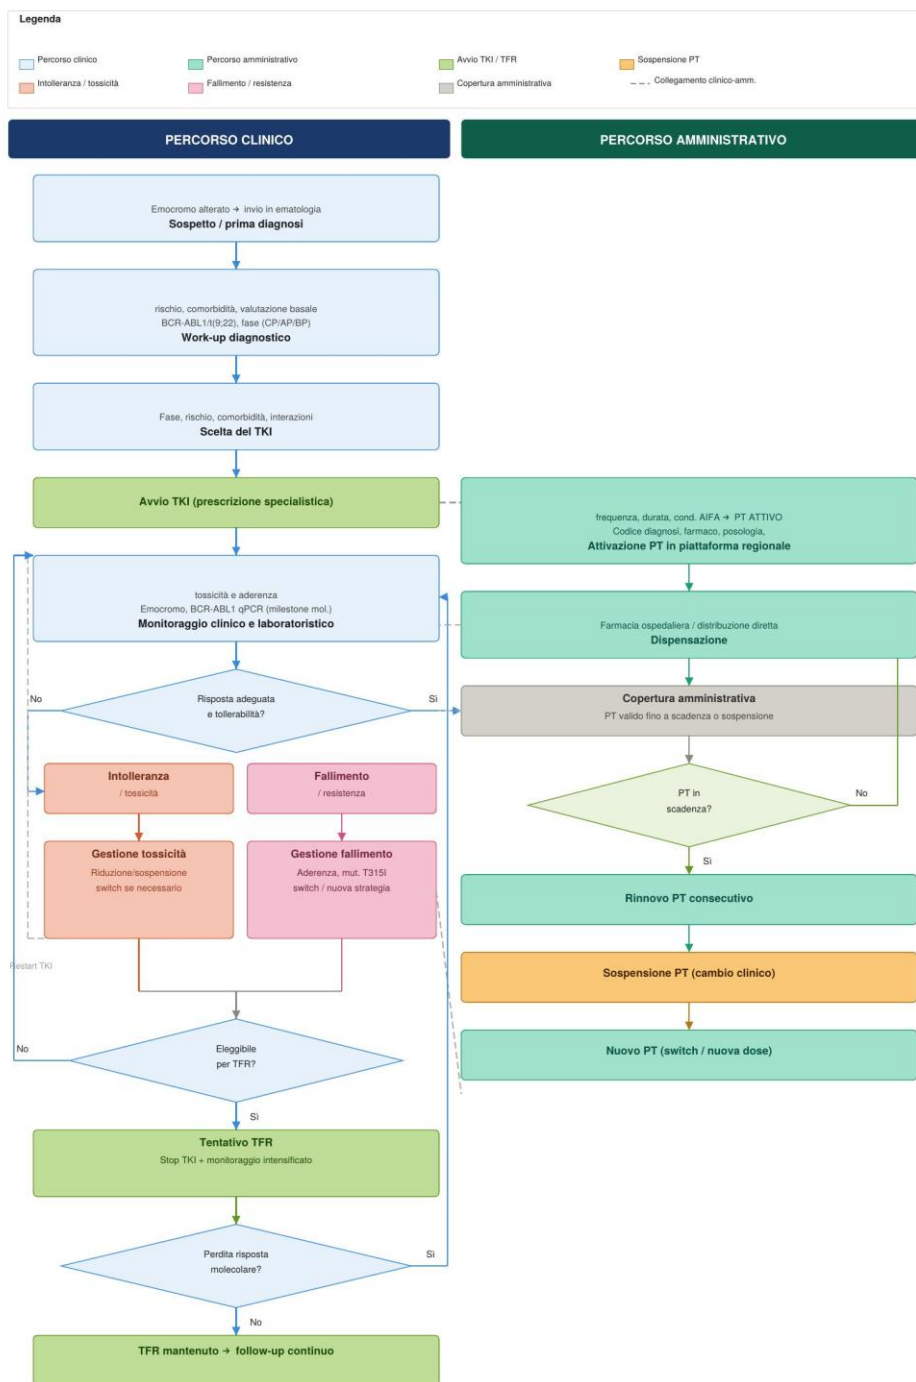 Legenda
Percorso clinico
Percorso amministrativo
Avvio TKI / TFR
Sospensione PT
Intolleranza / tossicità
Fallimento / resistenza
Copertura amministrativa
Collegamento clinico-amm.
PERCORSO CLINICO
PERCORSO AMMINISTRATIVO
Emocromo alterato → invio in ematologia
Sospetto / prima diagnosi
rischio, comorbidità, valutazione basale
BCR-ABL1/t(9;22), fase (CP/AP/BP)
Work-up diagnostico
Fase, rischio, comorbidità, interazioni
Scelta del TKI
Avvio TKI (prescrizione specialistica)
frequenza, durata, cond. AIFA → PT ATTIVO
Codice diagnosi, farmaco, posologia,
Attivazione PT in piattaforma regionale
tossicità e aderenza
Emocromo, BCR-ABL1 qPCR (milestone mol.)
Monitoraggio clinico e laboratoristico
Farmacia ospedaliera / distribuzione diretta
Dispensazione
No
Risposta adeguata
e tollerabilità?
Sì
Copertura amministrativa
PT valido fino a scadenza o sospensione
Intolleranza
/ tossicità
Fallimento
/ resistenza
PT in
scadenza?
No
Sì
Gestione tossicità
Riduzione/sospensione
switch se necessario
Gestione fallimento
Aderenza, mut. T315I
switch / nuova strategia
Rinnovo PT consecutivo
Restart TKI
Sospensione PT (cambio clinico)
No
Eleggibile
per TFR?
Sì
Nuovo PT (switch / nuova dose)
Tentativo TFR
Stop TKI + monitoraggio intensificato
Perdita risposta
molecolare?
Sì
No
TFR mantenuto → follow-up continuo